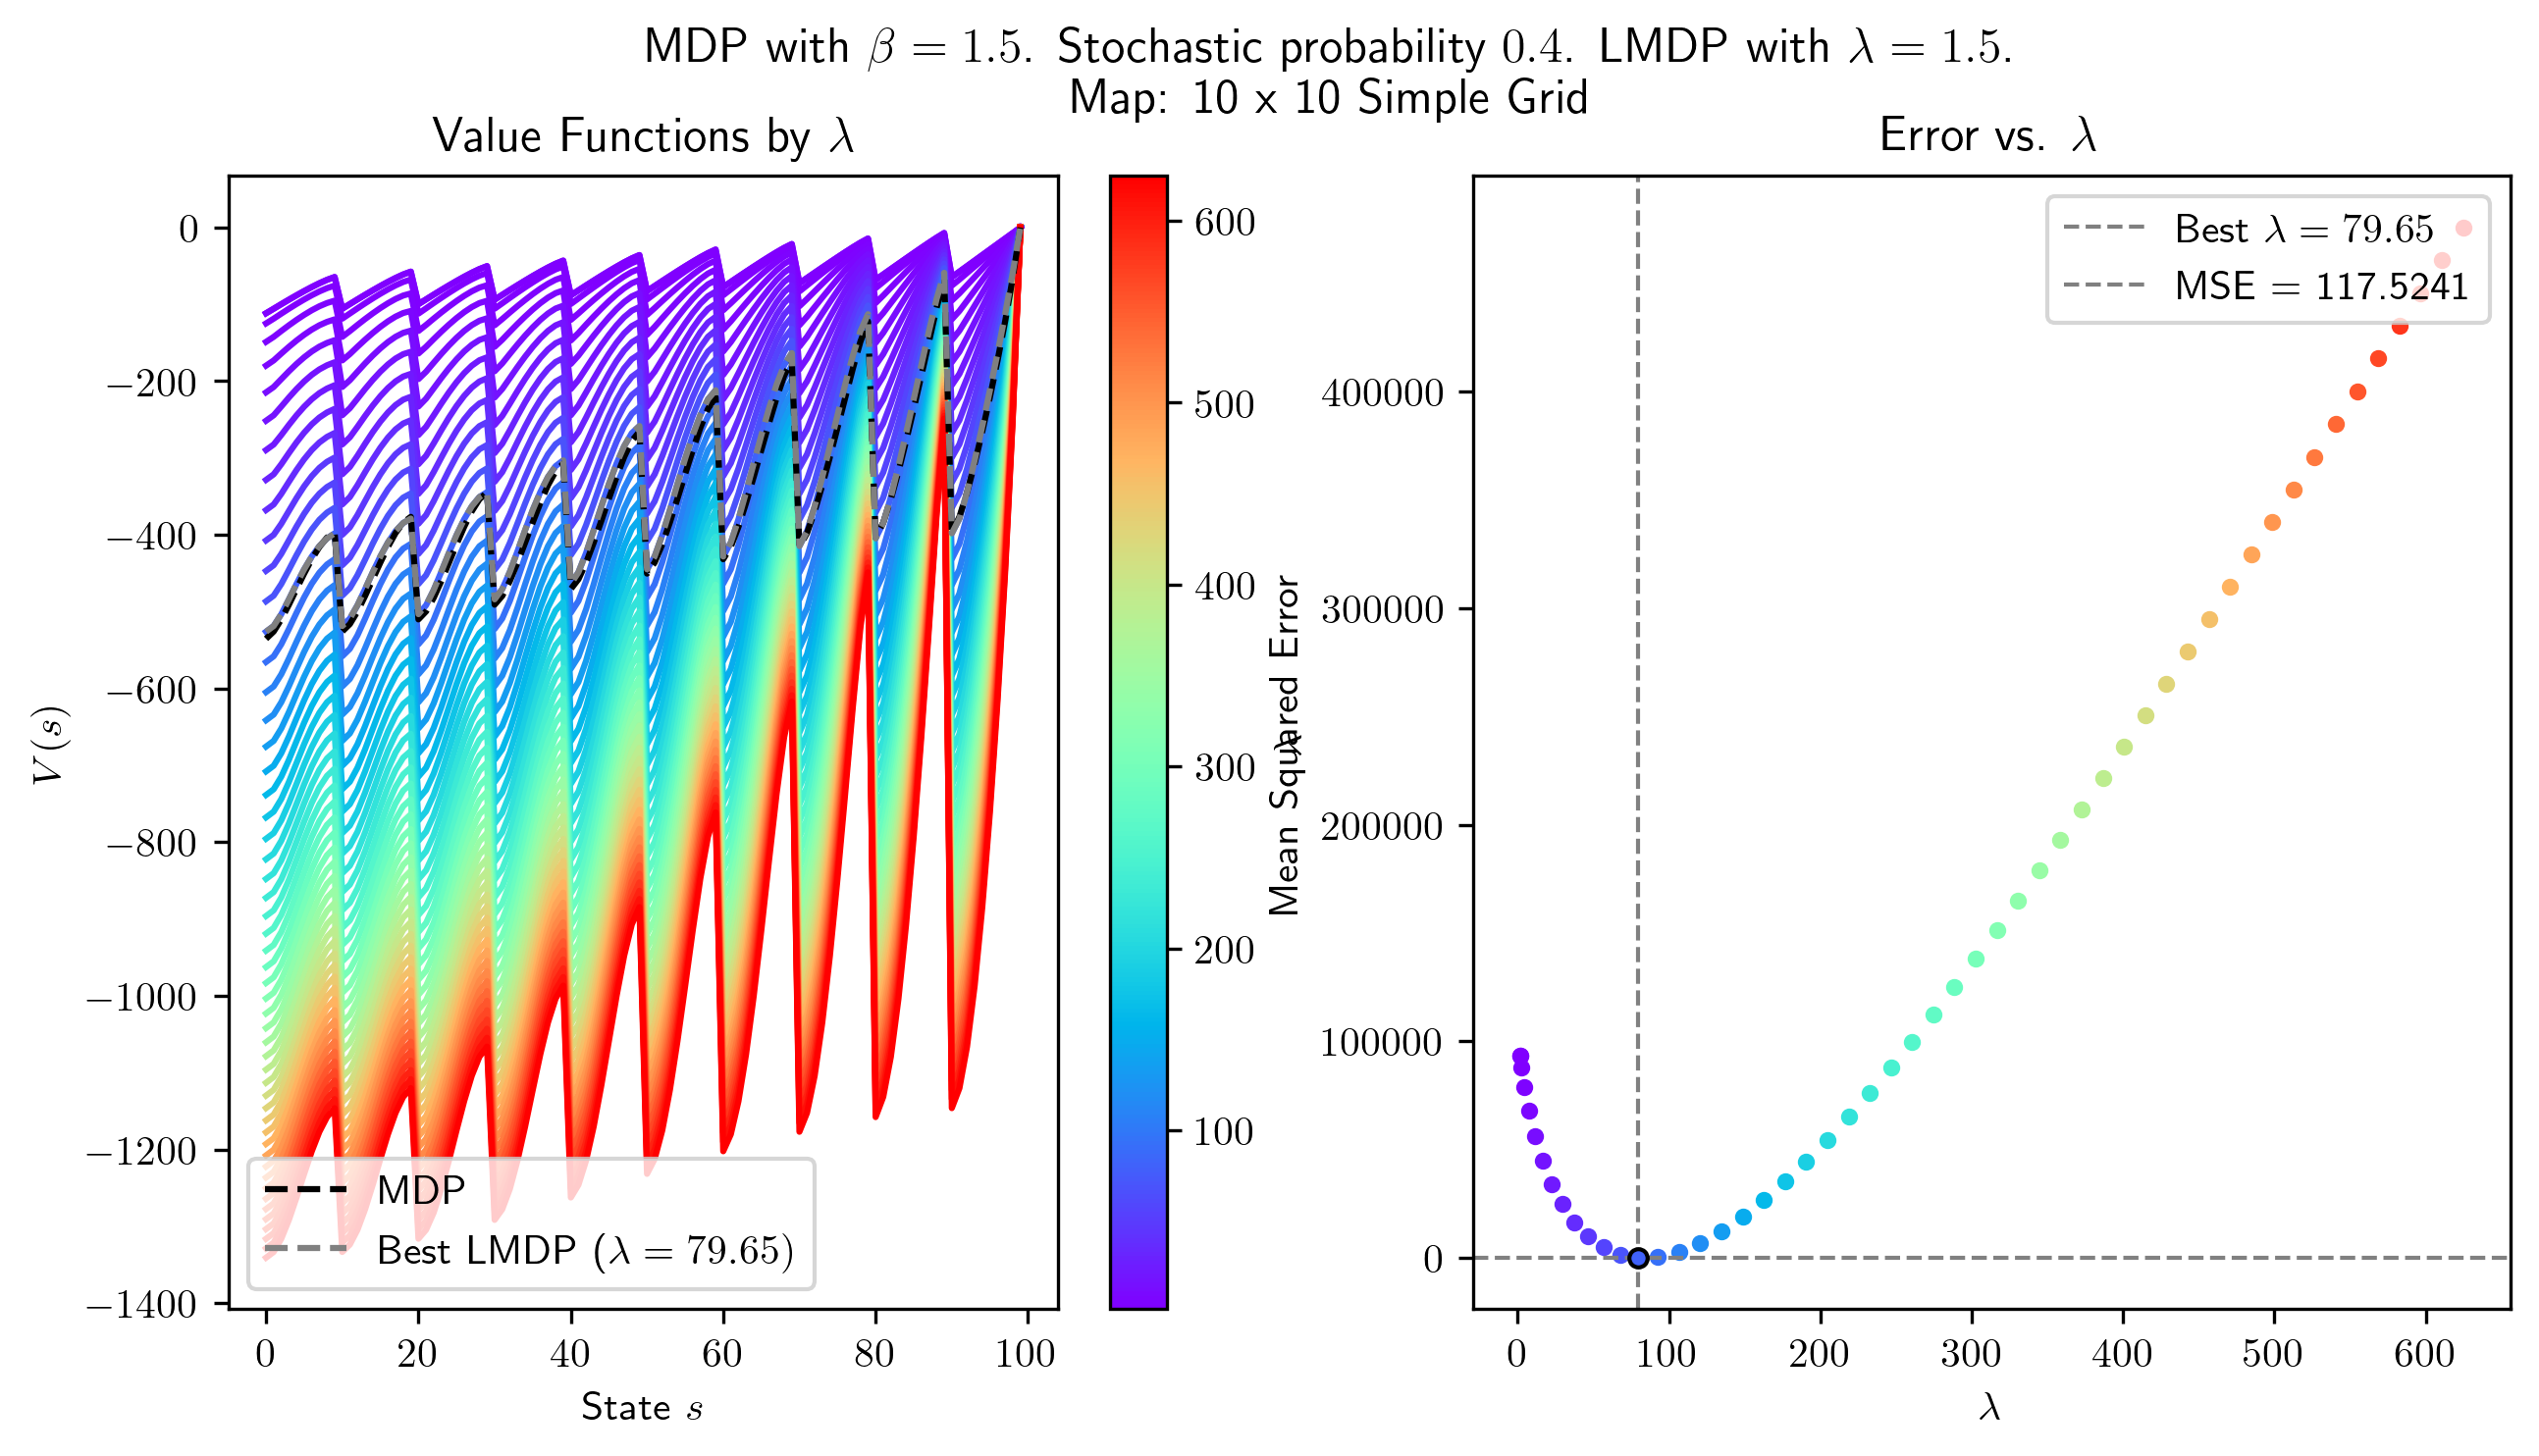 MDP with β = 1.5. Stochastic probability 0.4. LMDP with λ = 1.5.
Map: 10 x 10 Simple Grid
Value Functions by λ
V(s)
0
−200
−400
−600
−800
−1000
−1200
−1400
0 20 40 60 80 100
State s
MDP
Best LMDP (λ = 79.65)
600
500
400
300
200
100
λ
Error vs. λ
Mean Squared Error
400000
300000
200000
100000
0
0 100 200 300 400 500 600
λ
Best λ = 79.65
MSE = 117.5241